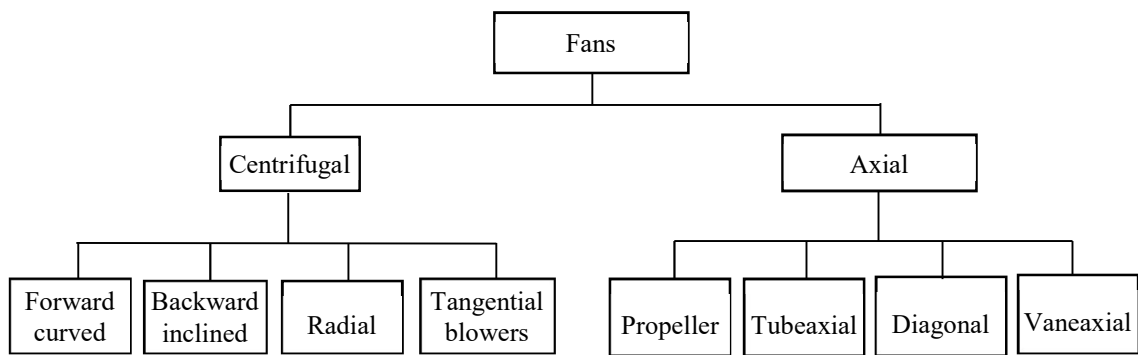 Fans
Centrifugal
Axial
Forward
curved
Backward
inclined
Radial
Tangential
blowers
Propeller
Tubeaxial
Diagonal
Vaneaxial